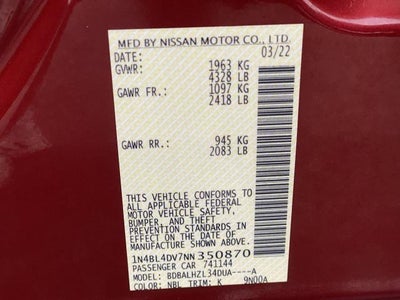 MFD BY NISSAN MOTOR CO., LTD.
DATE: 03/22
GVWR: 1963 KG
4328 LB
GAWR FR.: 1097 KG
2418 LB
GAWR RR.: 945 KG
2083 LB
THIS VEHICLE CONFORMS TO
ALL APPLICABLE FEDERAL
MOTOR VEHICLE SAFETY,
BUMPER, AND THEFT
PREVENTION STANDARDS IN
EFFECT ON THE DATE OF
MANUFACTURE SHOWN ABOVE.
1N4BL4DV7NN350870
PASSENGER CAR 741144
MODEL: BDBALHZL34DUA----A
COLOR: NBL TRIM: K 9N00A